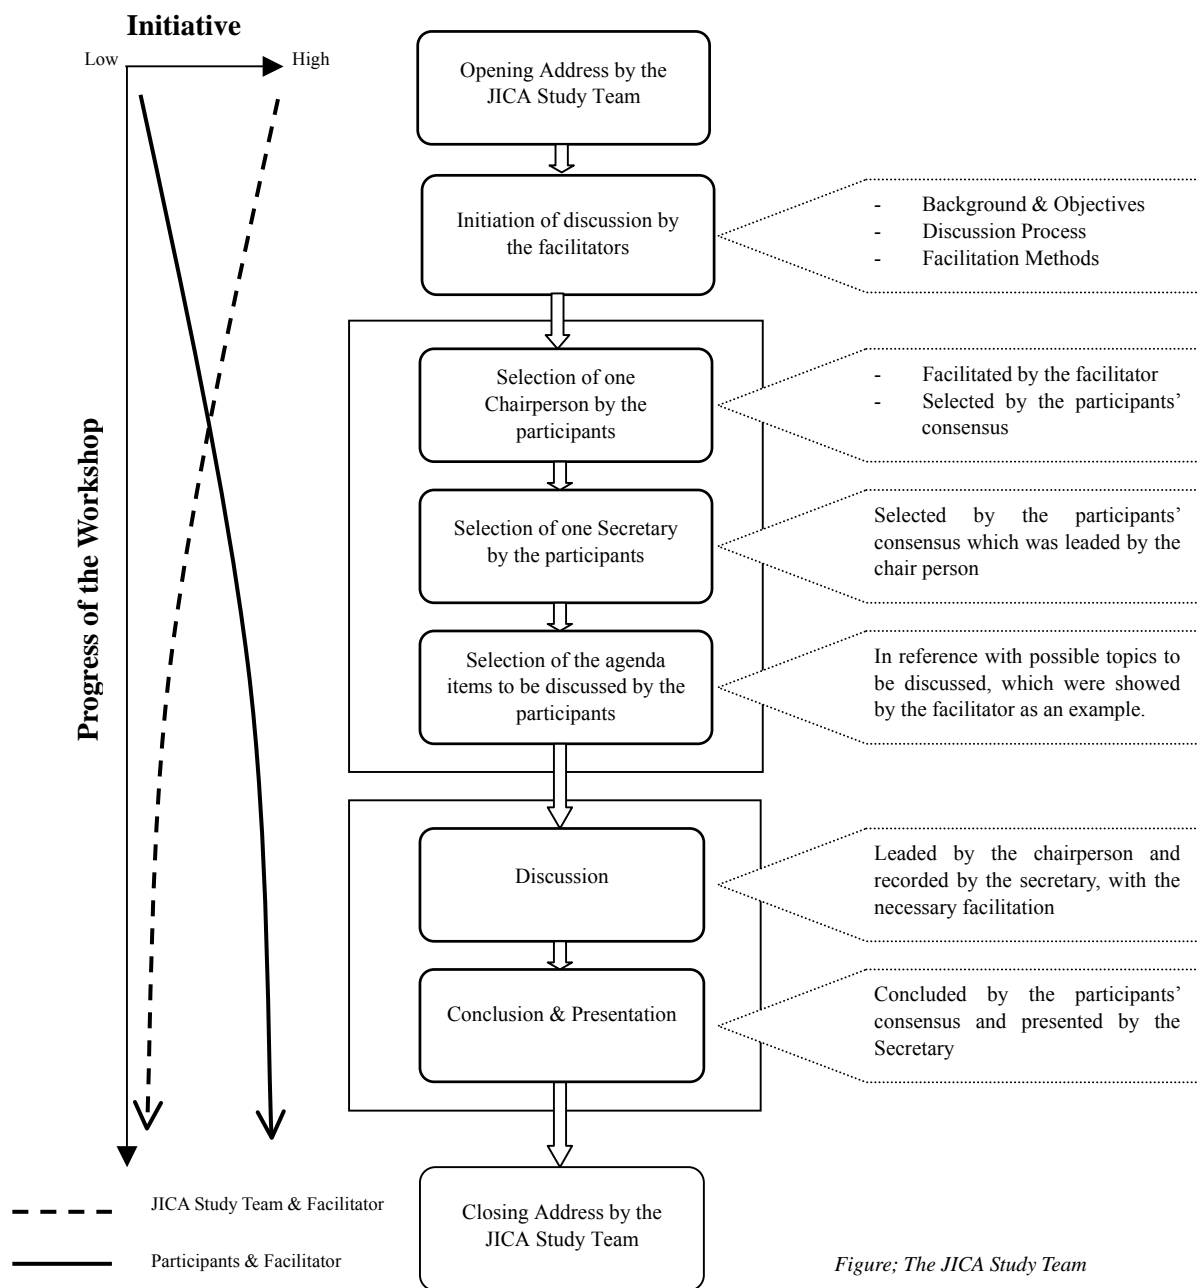 Initiative
Low
High
Progress of the Workshop
Opening Address by the
JICA Study Team
Initiation of discussion by
the facilitators
- Background & Objectives
- Discussion Process
- Facilitation Methods
Selection of one
Chairperson by the
participants
- Facilitated by the facilitator
- Selected by the participants’
consensus
Selection of one Secretary
by the participants
Selected by the participants’
consensus which was leaded by the
chair person
Selection of the agenda
items to be discussed by the
participants
In reference with possible topics to
be discussed, which were showed
by the facilitator as an example.
Discussion
Leaded by the chairperson and
recorded by the secretary, with the
necessary facilitation
Conclusion & Presentation
Concluded by the participants’
consensus and presented by the
Secretary
Closing Address by the
JICA Study Team
JICA Study Team & Facilitator
Participants & Facilitator
Figure; The JICA Study Team